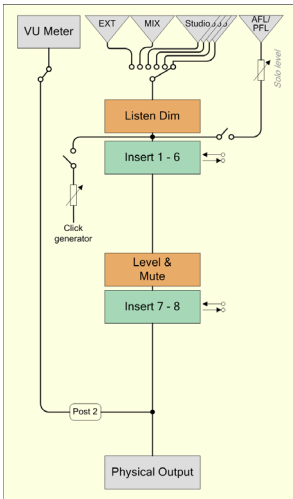 VU Meter
EXT
MIX
Studio
AFL/
PFL
Solo level
Listen Dim
Insert 1 - 6
Click
generator
Level &
Mute
Insert 7 - 8
Post 2
Physical Output